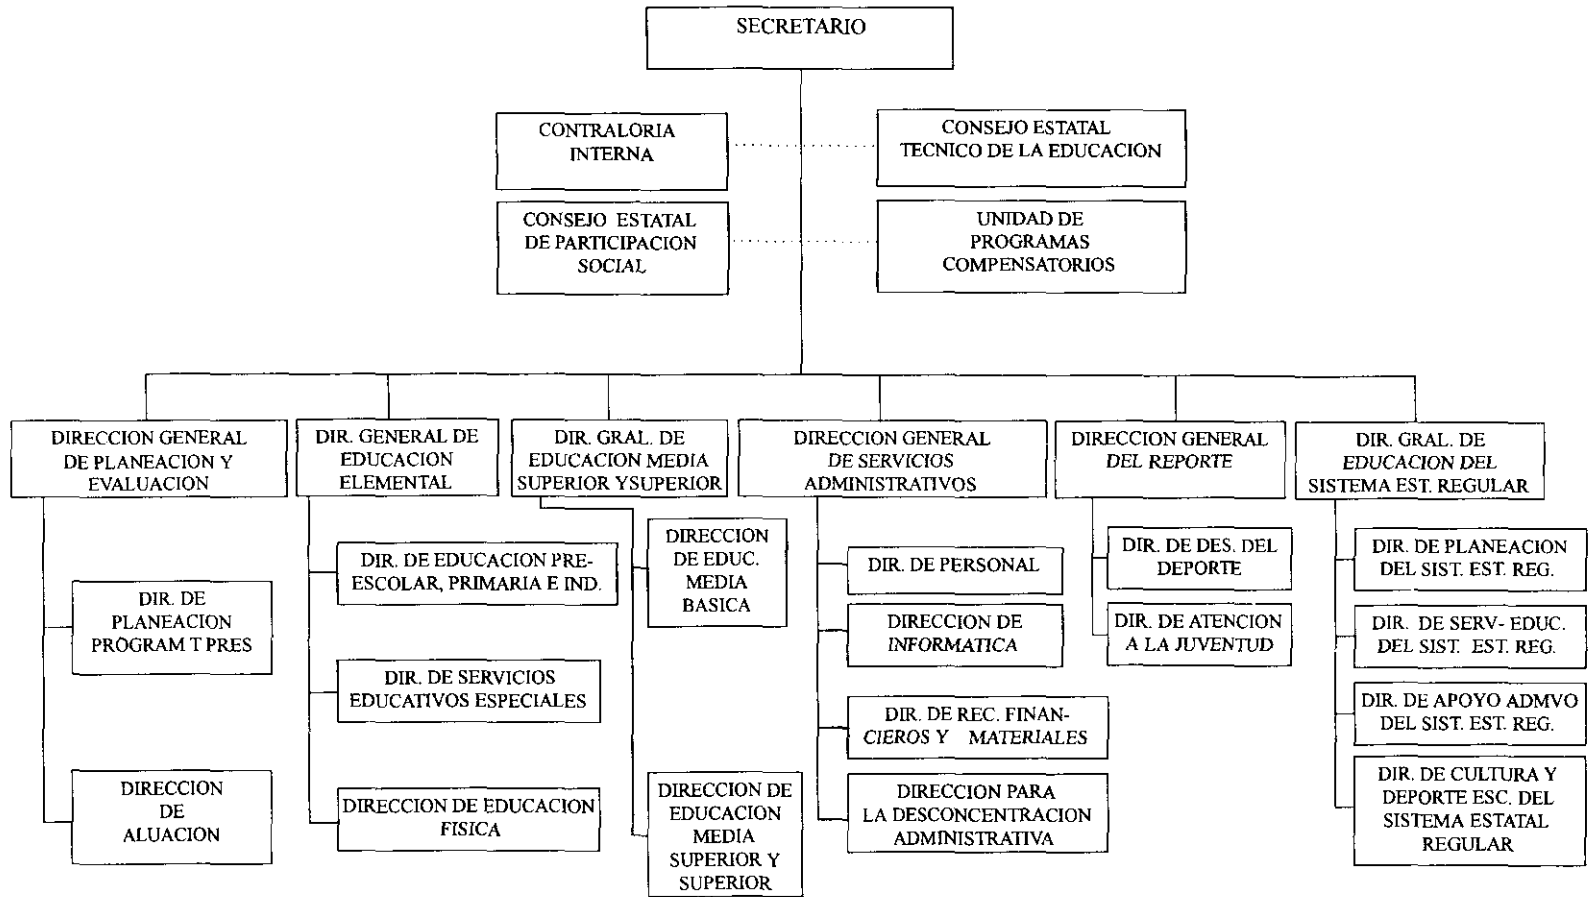 SECRETARIO
CONTRALORIA
INTERNA
CONSEJO ESTATAL
TECNICO DE LA EDUCACION
CONSEJO ESTATAL
DE PARTICIPACION
SOCIAL
UNIDAD DE
PROGRAMAS
COMPENSATORIOS
DIRECCION GENERAL
DE PLANEACION Y
EVALUACION
DIR. GENERAL DE
EDUCACION
ELEMENTAL
DIR. GRAL. DE
EDUCACION MEDIA
SUPERIOR YSUPERIOR
DIRECCION GENERAL
DE SERVICIOS
ADMINISTRATIVOS
DIRECCION GENERAL
DEL REPORTE
DIR. GRAL. DE
EDUCACION DEL
SISTEMA EST. REGULAR
DIR. DE
PLANEACION
PROGRAM T PRES
DIRECCION
DE
ALUACION
DIR. DE EDUCACION PRE-
ESCOLAR, PRIMARIA E IND.
DIR. DE SERVICIOS
EDUCATIVOS ESPECIALES
DIRECCION DE EDUCACION
FISICA
DIRECCION
DE EDUC.
MEDIA
BASICA
DIRECCION DE
EDUCACION
MEDIA
SUPERIOR Y
SUPERIOR
DIR. DE PERSONAL
DIRECCION DE
INFORMATICA
DIR. DE REC. FINAN-
CIEROS Y MATERIALES
DIRECCION PARA
LA DESCONCENTRACION
ADMINISTRATIVA
DIR. DE DES. DEL
DEPORTE
DIR. DE ATENCION
A LA JUVENTUD
DIR. DE PLANEACION
DEL SIST. EST. REG.
DIR. DE SERV- EDUC.
DEL SIST. EST. REG.
DIR. DE APOYO ADMVO
DEL SIST. EST. REG.
DIR. DE CULTURA Y
DEPORTE ESC. DEL
SISTEMA ESTATAL
REGULAR